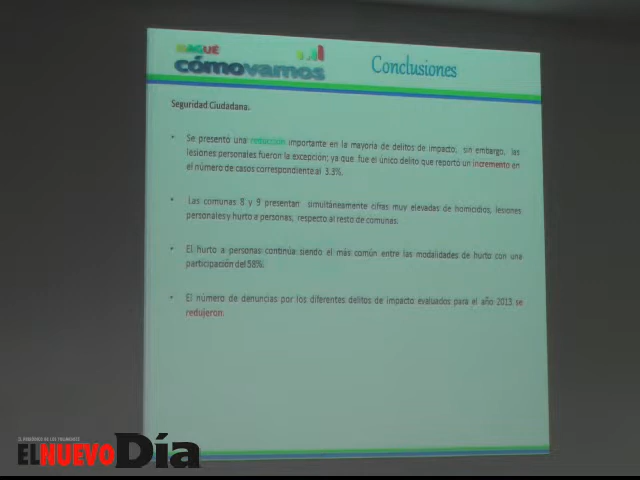 IBAGUÉ
cómovamos
Conclusiones
Seguridad Ciudadana.
• Se presentó una reducción importante en la mayoría de delitos de impacto, sin embargo, las
lesiones personales fueron la excepción; ya que fue el único delito que reportó un incremento en
el número de casos correspondiente al 3.3%.
• Las comunas 8 y 9 presentan simultáneamente cifras muy elevadas de homicidios, lesiones
personales y hurto a personas, respecto al resto de comunas.
• El hurto a personas continúa siendo el más común entre las modalidades de hurto con una
participación del 58%.
• El número de denuncias por los diferentes delitos de impacto evaluados para el año 2013 se
redujeron.
EL PERIÓDICO DE LOS TOLIMENSES
EL NUEVO DÍA